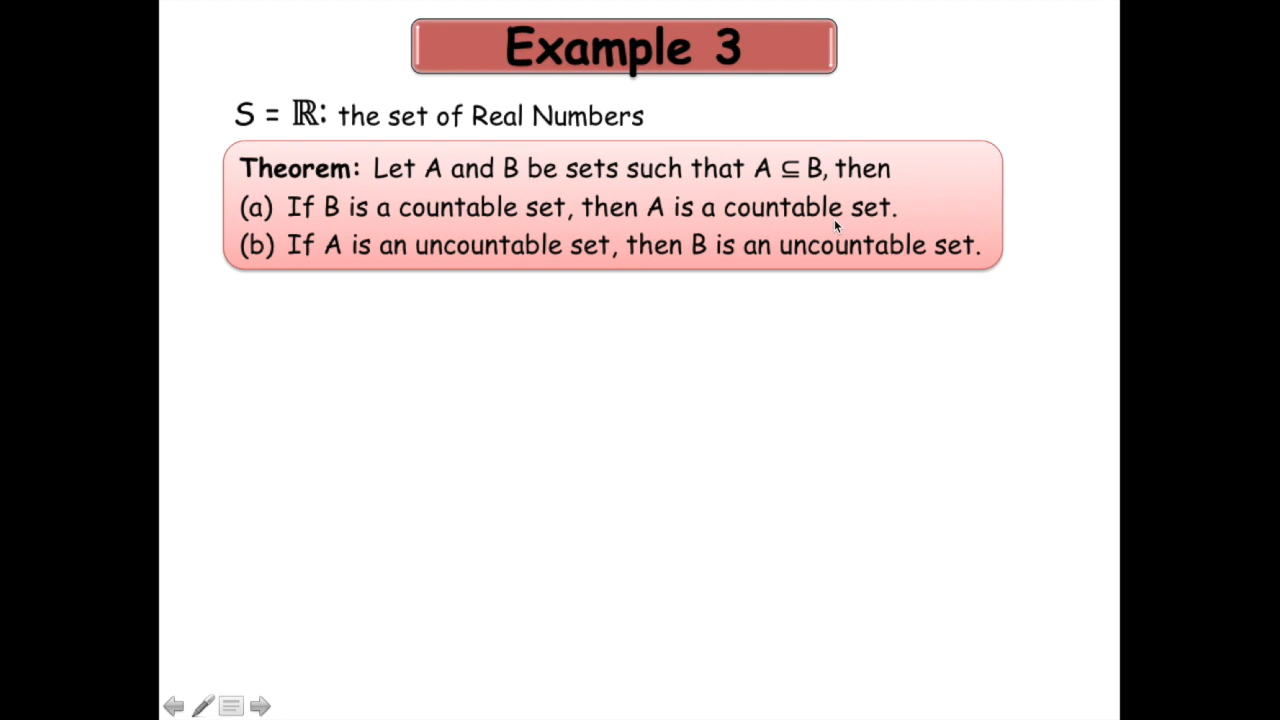 Example 3
S = ℝ: the set of Real Numbers
Theorem: Let A and B be sets such that A ⊆ B, then
(a) If B is a countable set, then A is a countable set.
(b) If A is an uncountable set, then B is an uncountable set.